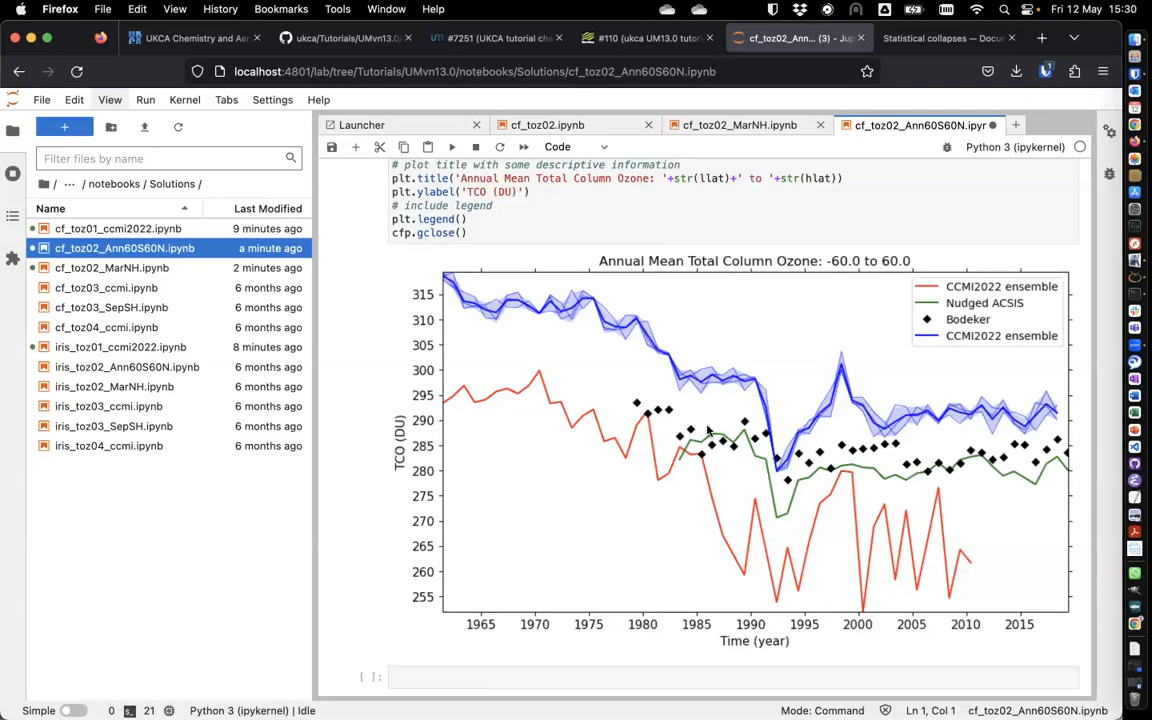 Firefox File Edit View History Bookmarks Tools Window Help Fri 12 May 15:30
UKCA Chemistry and Aer ukca/Tutorials/UMvn13.0/ #7251 (UKCA tutorial cha #110 (ukca UM13.0 tutor cf_toz02_Ann... (3) - Jup Statistical collapses — Docu
localhost:4801/lab/tree/Tutorials/UMvn13.0/notebooks/Solutions/cf_toz02_Ann60S60N.ipynb
File Edit View Run Kernel Tabs Settings Help
Launcher cf_toz02.ipynb cf_toz02_MarNH.ipynb cf_toz02_Ann60S60N.ipyr
Code Python 3 (ipykernel)
Filter files by name
/ ··· / notebooks / Solutions /
Name Last Modified
cf_toz01_ccmi2022.ipynb 9 minutes ago
cf_toz02_Ann60S60N.ipynb a minute ago
cf_toz02_MarNH.ipynb 2 minutes ago
cf_toz03_ccmi.ipynb 6 months ago
cf_toz03_SepSH.ipynb 6 months ago
cf_toz04_ccmi.ipynb 6 months ago
iris_toz01_ccmi2022.ipynb 8 minutes ago
iris_toz02_Ann60S60N.ipynb 6 months ago
iris_toz02_MarNH.ipynb 6 months ago
iris_toz03_ccmi.ipynb 6 months ago
iris_toz03_SepSH.ipynb 6 months ago
iris_toz04_ccmi.ipynb 6 months ago
# plot title with some descriptive information
plt.title('Annual Mean Total Column Ozone: '+str(llat)+' to '+str(hlat))
plt.ylabel('TCO (DU)')
# include legend
plt.legend()
cfp.gclose()
Annual Mean Total Column Ozone: -60.0 to 60.0
CCMI2022 ensemble
Nudged ACSIS
Bodeker
CCMI2022 ensemble
315
310
305
300
295
290
285
280
275
270
265
260
255
TCO (DU)
1965 1970 1975 1980 1985 1990 1995 2000 2005 2010 2015
Time (year)
[ ]:
Simple 0 21 Python 3 (ipykernel) | Idle Mode: Command Ln 1, Col 1 cf_toz02_Ann60S60N.ipynb